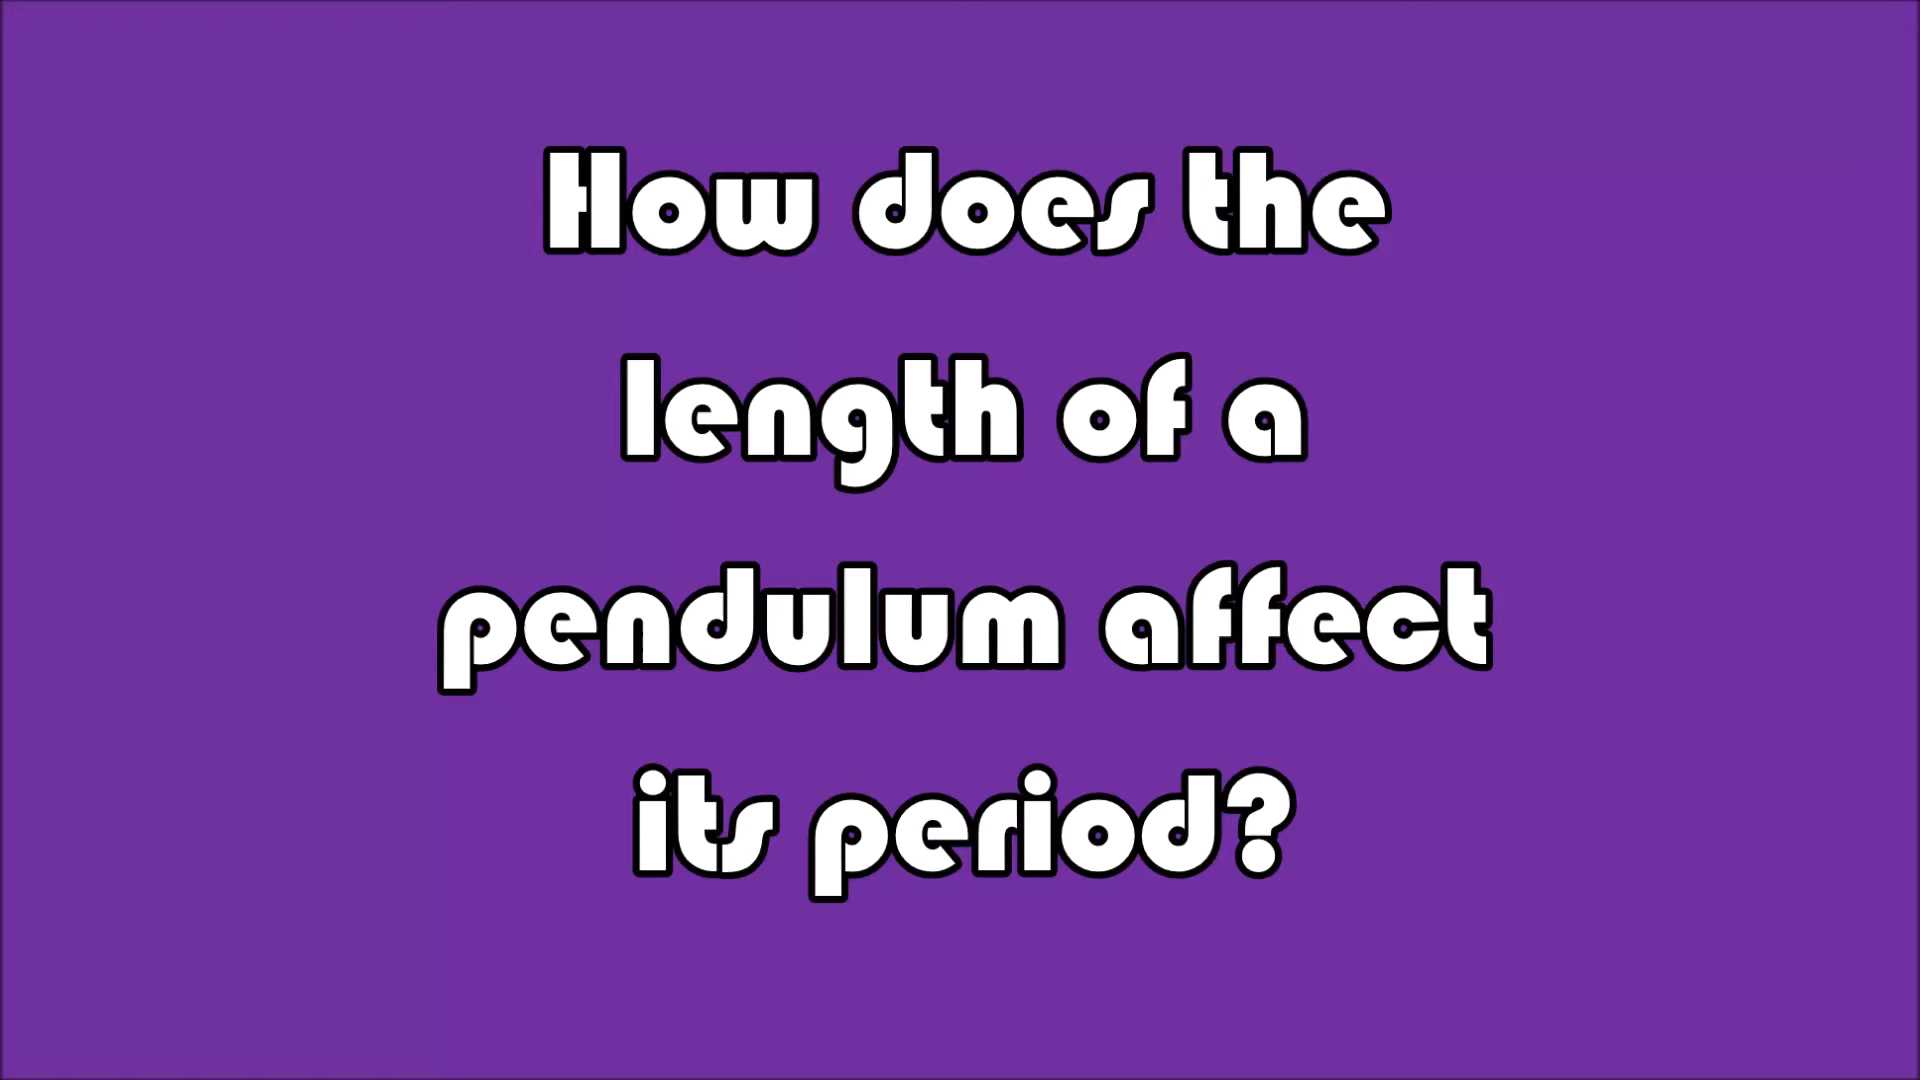 How does the
length of a
pendulum affect
its period?